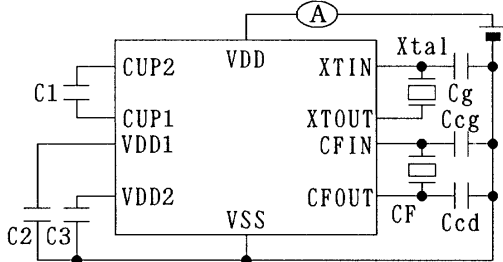 A
VDD
CUP2
XTIN
Xtal
C1
Cg
CUP1
XTOUT
Ccg
VDD1
CFIN
VDD2
CFOUT
CF
Ccd
C2
C3
VSS